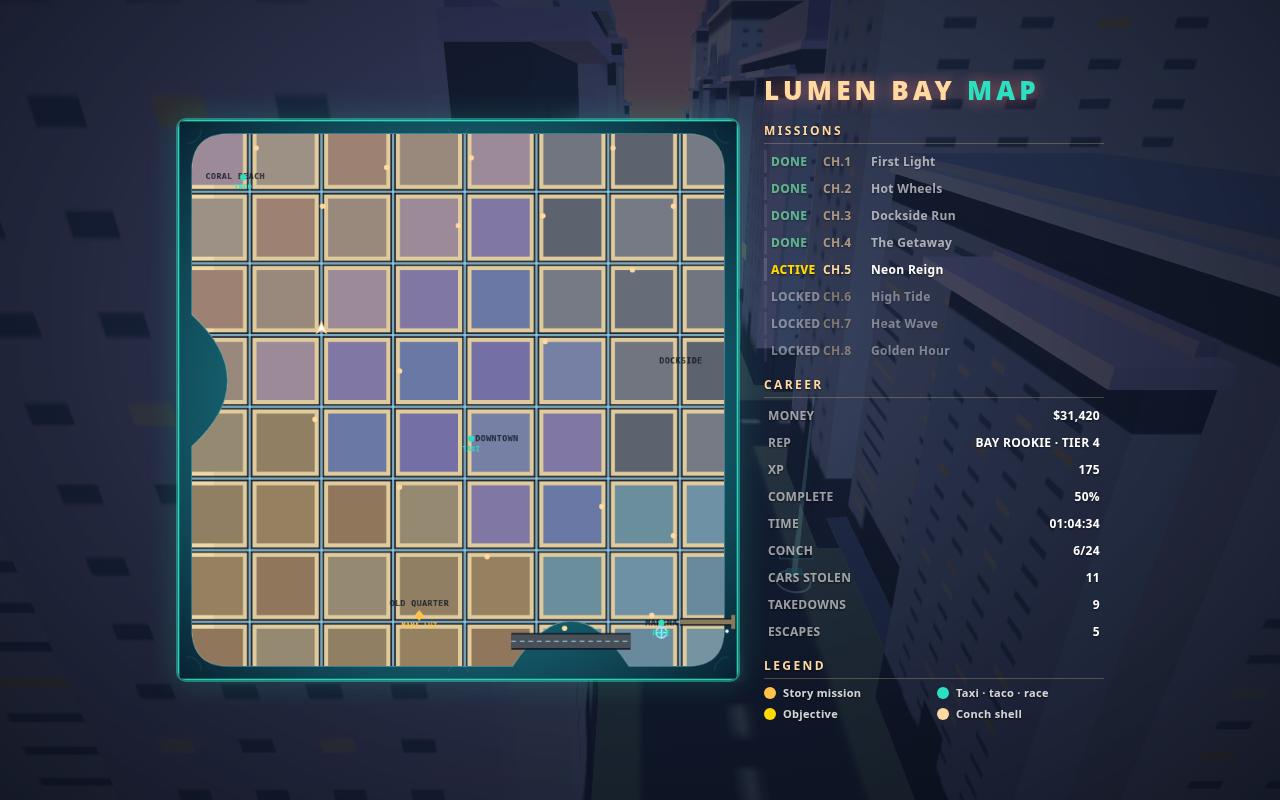 LUMEN BAY MAP
MISSIONS
DONE CH.1 First Light
DONE CH.2 Hot Wheels
DONE CH.3 Dockside Run
DONE CH.4 The Getaway
ACTIVE CH.5 Neon Reign
LOCKED CH.6 High Tide
LOCKED CH.7 Heat Wave
LOCKED CH.8 Golden Hour
CAREER
MONEY $31,420
REP BAY ROOKIE · TIER 4
XP 175
COMPLETE 50%
TIME 01:04:34
CONCH 6/24
CARS STOLEN 11
TAKEDOWNS 9
ESCAPES 5
LEGEND
Story mission
Taxi · taco · race
Objective
Conch shell
CORAL
DOCKSIDE
DOWNTOWN
OLD QUARTER